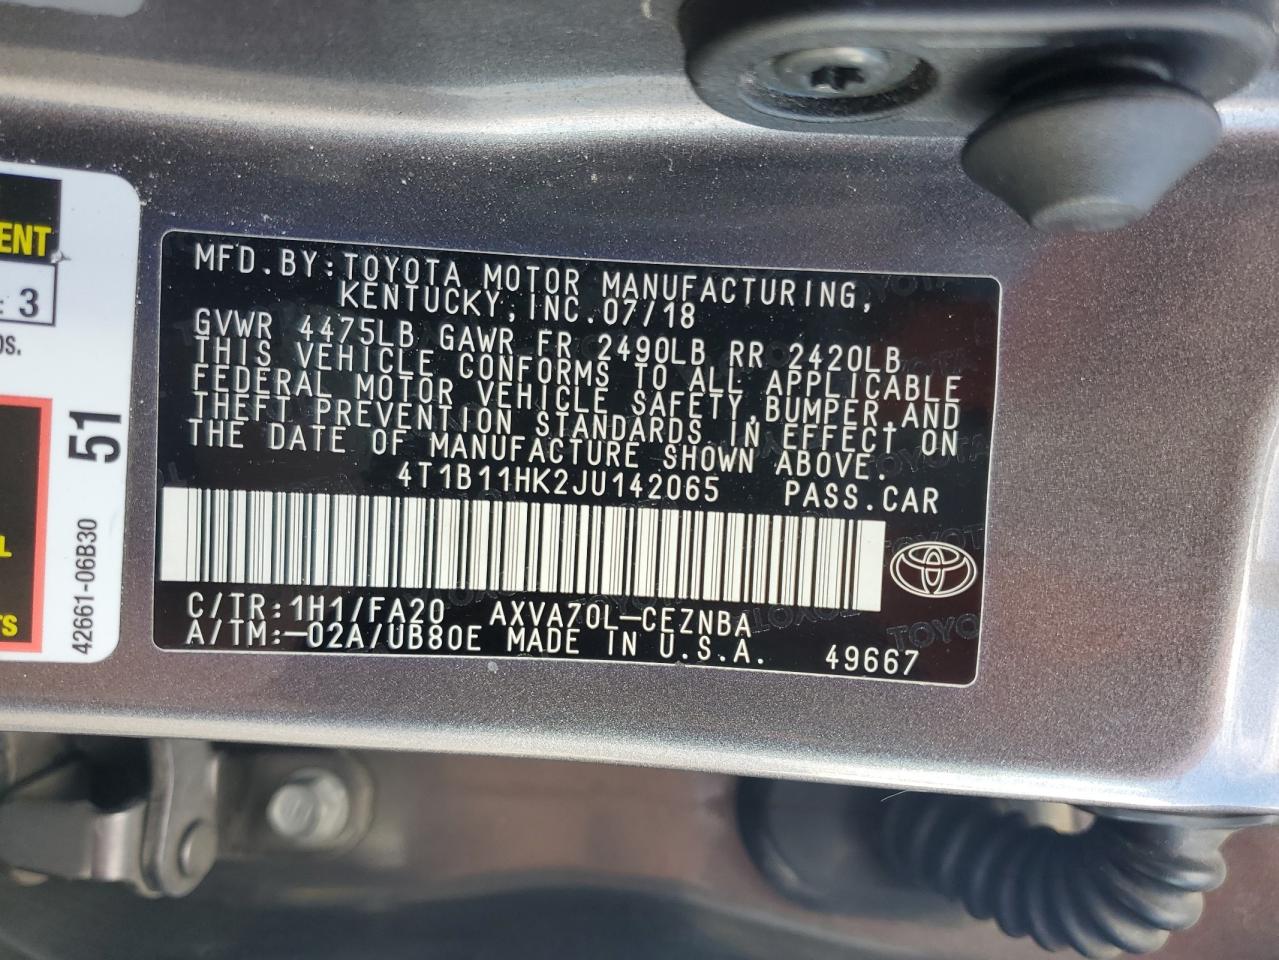 MFD.BY:TOYOTA MOTOR MANUFACTURING,
KENTUCKY,INC.07/18
GVWR 4475LB GAWR FR 2490LB RR 2420LB
THIS VEHICLE CONFORMS TO ALL APPLICABLE
FEDERAL MOTOR VEHICLE SAFETY,BUMPER,AND
THEFT PREVENTION STANDARDS IN EFFECT ON
THE DATE OF MANUFACTURE SHOWN ABOVE.
4T1B11HK2JU142065 PASS.CAR
C/TR:1H1/FA20 AXVA70L-CEZNBA
A/TM:-02A/UB80E MADE IN U.S.A. 49667
ENT
: 3
OS.
L
TS
51
42661-06B30